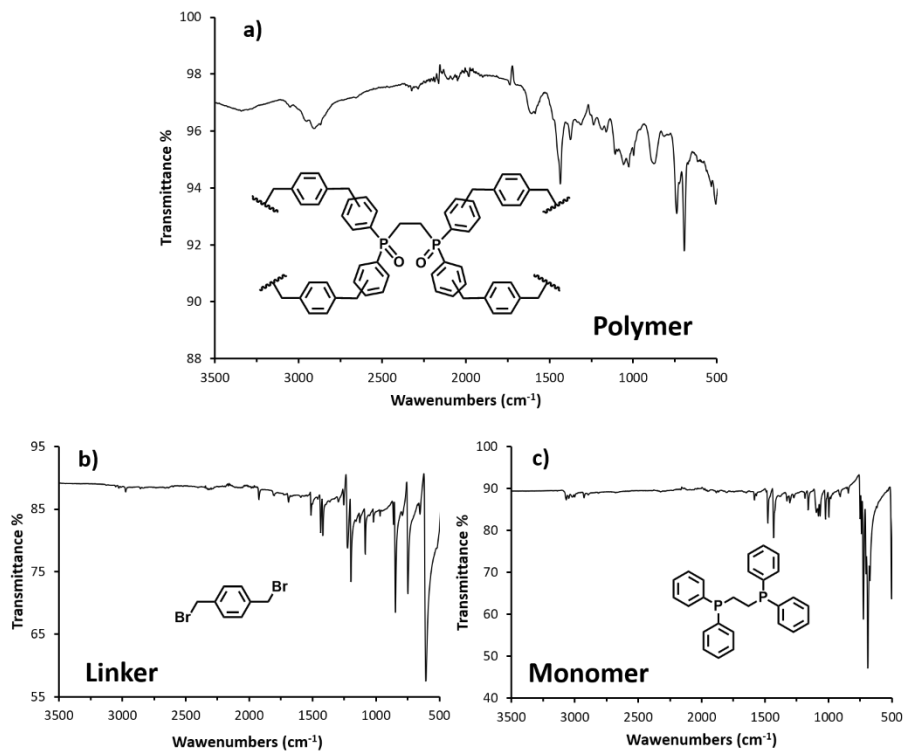 a)
Transmittance %
98
96
94
92
90
88
3500 3000 2500 2000 1500 1000 500
Wawenumbers (cm⁻¹)
P P
O O
Polymer
b)
Transmittance %
95
85
75
65
55
3500 3000 2500 2000 1500 1000 500
Wawenumbers (cm⁻¹)
Br
Br
Linker
c)
Transmittance %
100
90
80
70
60
50
40
3500 3000 2500 2000 1500 1000 500
Wawenumbers (cm⁻¹)
P P
Monomer